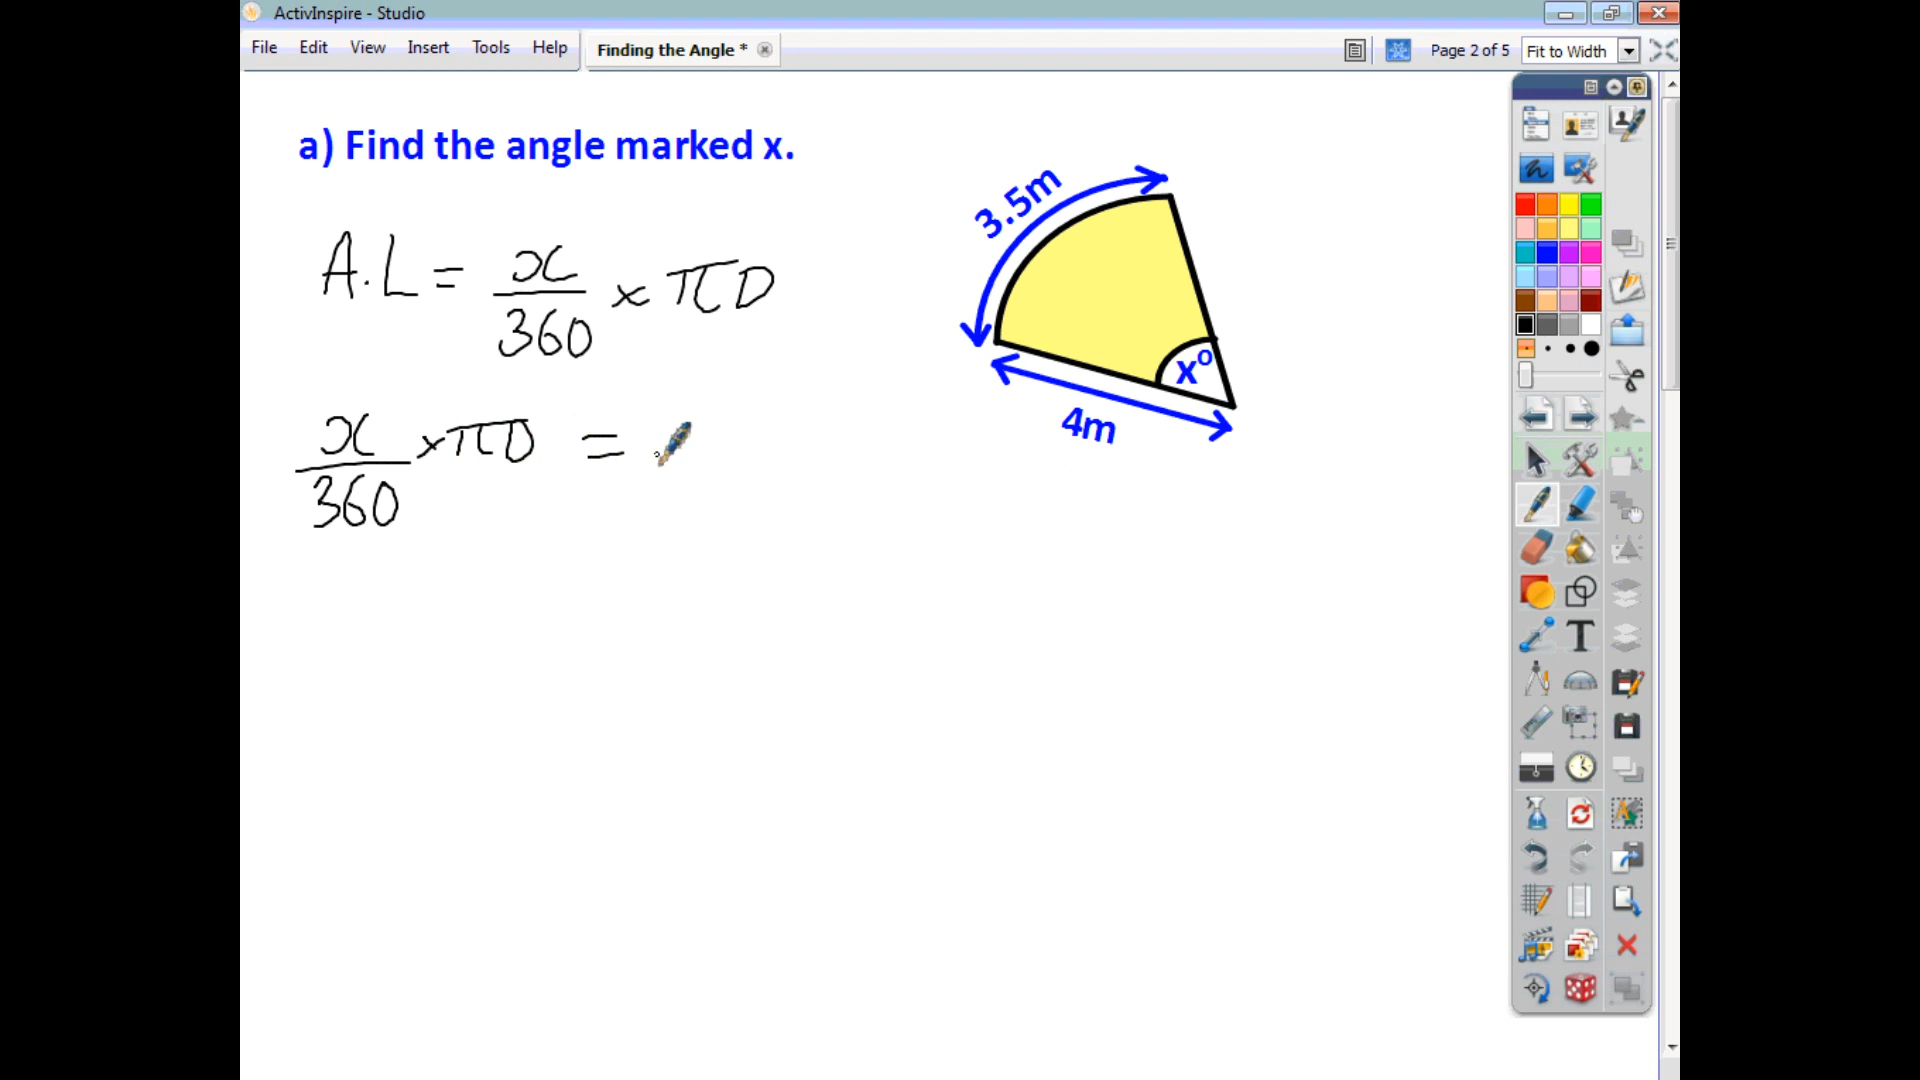 ActivInspire - Studio
File Edit View Insert Tools Help
Finding the Angle *
Page 2 of 5
Fit to Width
a) Find the angle marked x.
3.5m
A.L = x/360 × πD
x°
4m
x/360 × πD =
T